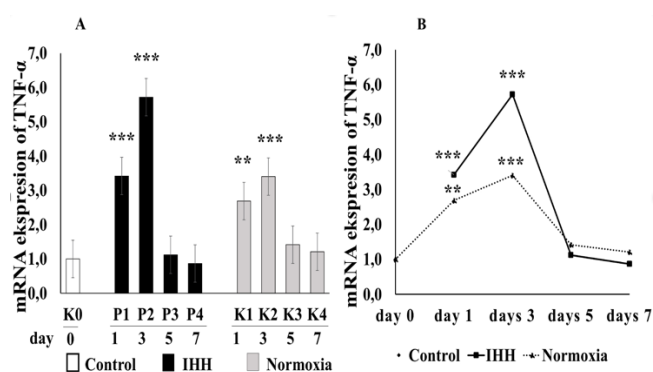 A
mRNA ekspresion of TNF-α
7,0
6,0
5,0
4,0
3,0
2,0
1,0
0,0
***
***
**
***
K0 P1 P2 P3 P4 K1 K2 K3 K4
day 0 1 3 5 7 1 3 5 7
Control IHH Normoxia
B
mRNA ekspresion of TNF-α
7,0
6,0
5,0
4,0
3,0
2,0
1,0
0,0
***
***
***
**
day 0 day 1 days 3 days 5 days 7
Control IHH Normoxia